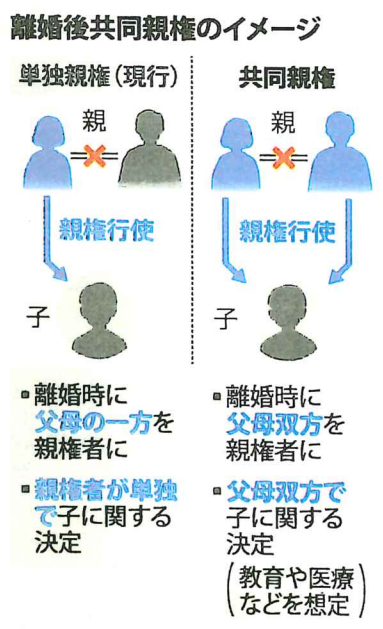 離婚後共同親権のイメージ
単独親権(現行)
親
親権行使
子
▪離婚時に
父母の一方を
親権者に
▪親権者が単独
で子に関する
決定
共同親権
親
親権行使
子
▪離婚時に
父母双方を
親権者に
▪父母双方で
子に関する
決定
(教育や医療
などを想定)